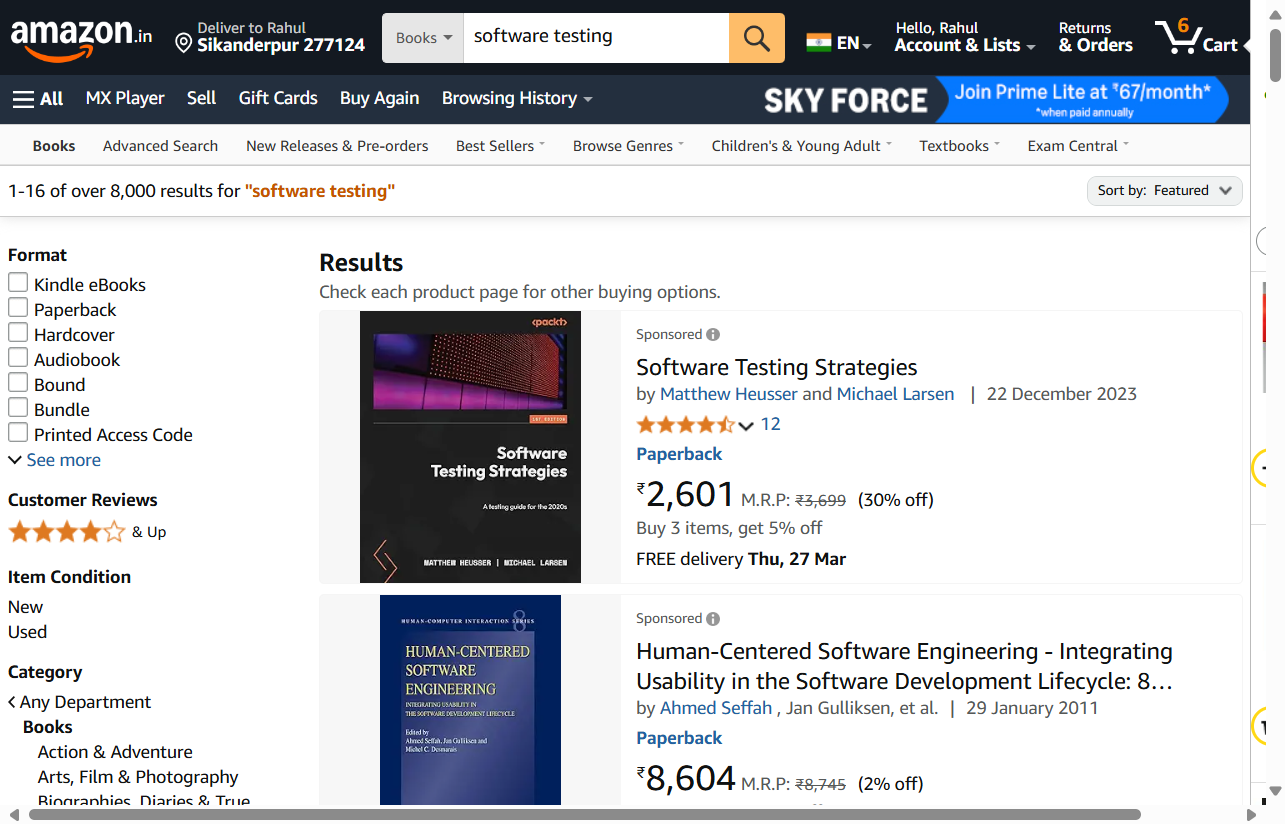 amazon.in
Deliver to Rahul
Sikanderpur 277124
Books
software testing
EN
Hello, Rahul
Account & Lists
Returns
& Orders
6
Cart
All
MX Player
Sell
Gift Cards
Buy Again
Browsing History
SKY FORCE
Join Prime Lite at ₹67/month*
*when paid annually
Books
Advanced Search
New Releases & Pre-orders
Best Sellers
Browse Genres
Children's & Young Adult
Textbooks
Exam Central
1-16 of over 8,000 results for "software testing"
Sort by: Featured
Format
Kindle eBooks
Paperback
Hardcover
Audiobook
Bound
Bundle
Printed Access Code
See more
Customer Reviews
& Up
Item Condition
New
Used
Category
Any Department
Books
Action & Adventure
Arts, Film & Photography
Biographies, Diaries & True
Results
Check each product page for other buying options.
<packt>
1ST EDITION
Software
Testing Strategies
A testing guide for the 2020s
MATTHEW HEUSSER | MICHAEL LARSEN
Sponsored
Software Testing Strategies
by Matthew Heusser and Michael Larsen | 22 December 2023
12
Paperback
₹2,601 M.R.P: ₹3,699 (30% off)
Buy 3 items, get 5% off
FREE delivery Thu, 27 Mar
HUMAN-COMPUTER INTERACTION SERIES
8
HUMAN-CENTERED
SOFTWARE
ENGINEERING
INTEGRATING USABILITY IN
THE SOFTWARE DEVELOPMENT LIFECYCLE
Edited by
Ahmed Seffah, Jan Gulliksen and
Michel C. Desmarais
Sponsored
Human-Centered Software Engineering - Integrating
Usability in the Software Development Lifecycle: 8…
by Ahmed Seffah , Jan Gulliksen, et al. | 29 January 2011
Paperback
₹8,604 M.R.P: ₹8,745 (2% off)